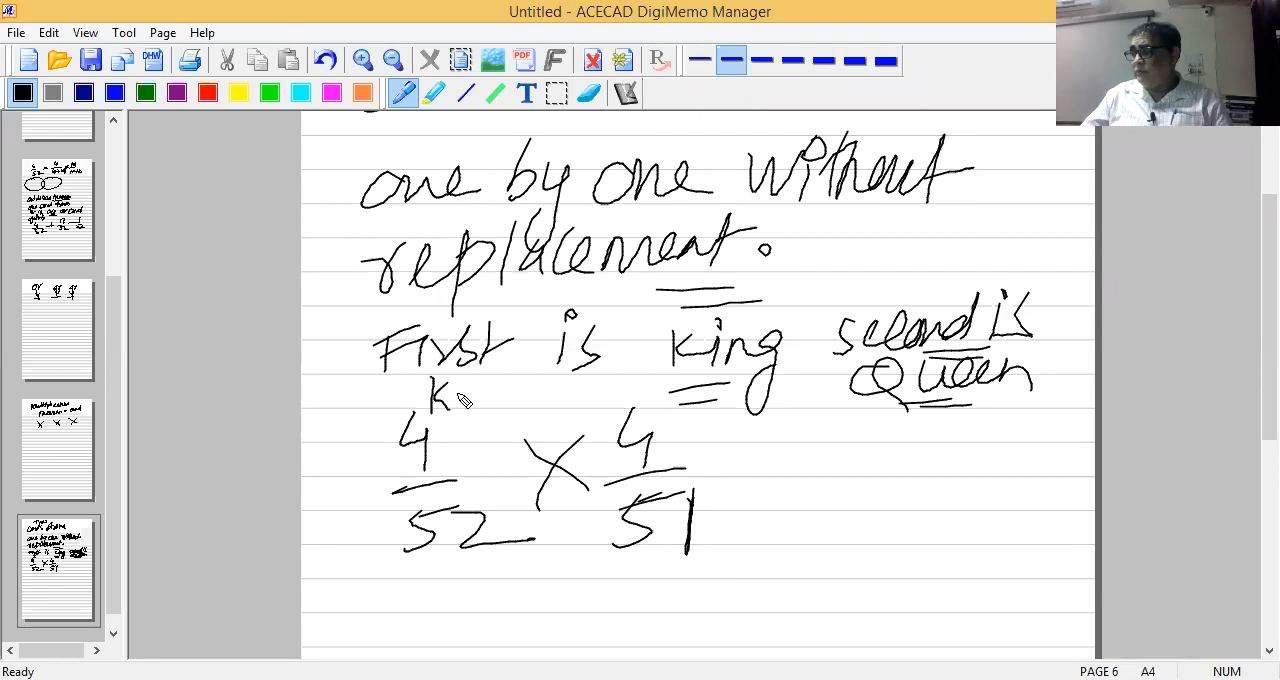 Untitled - ACECAD DigiMemo Manager
File Edit View Tool Page Help
one by one without
replacement.
First is king second is
Queen
K
4 × 4
52 51
Ready PAGE 6 A4 NUM